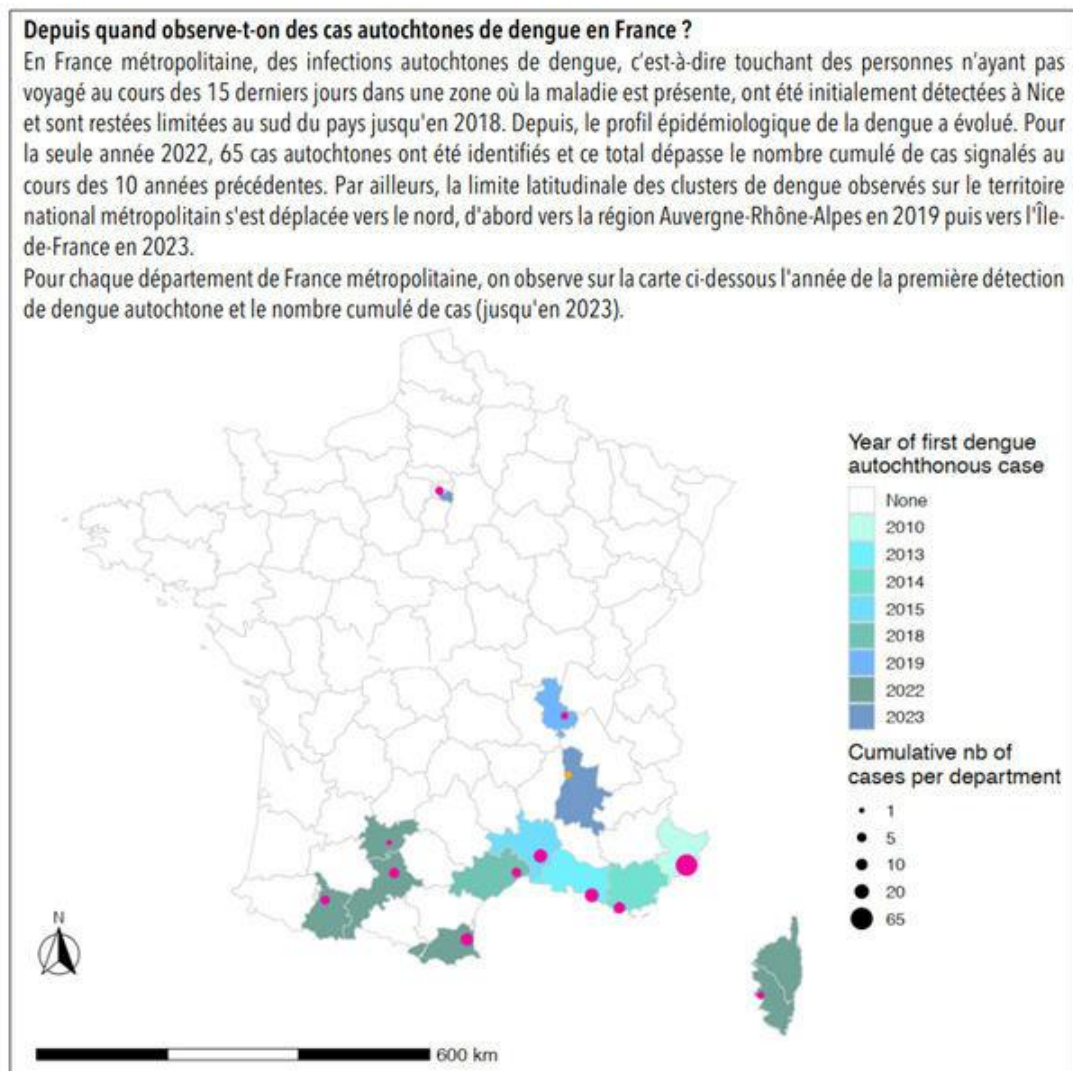 Depuis quand observe-t-on des cas autochtones de dengue en France ?
En France métropolitaine, des infections autochtones de dengue, c'est-à-dire touchant des personnes n'ayant pas
voyagé au cours des 15 derniers jours dans une zone où la maladie est présente, ont été initialement détectées à Nice
et sont restées limitées au sud du pays jusqu'en 2018. Depuis, le profil épidémiologique de la dengue a évolué. Pour
la seule année 2022, 65 cas autochtones ont été identifiés et ce total dépasse le nombre cumulé de cas signalés au
cours des 10 années précédentes. Par ailleurs, la limite latitudinale des clusters de dengue observés sur le territoire
national métropolitain s'est déplacée vers le nord, d'abord vers la région Auvergne-Rhône-Alpes en 2019 puis vers l'Île-
de-France en 2023.
Pour chaque département de France métropolitaine, on observe sur la carte ci-dessous l'année de la première détection
de dengue autochtone et le nombre cumulé de cas (jusqu'en 2023).
Year of first dengue
autochthonous case
None
2010
2013
2014
2015
2018
2019
2022
2023
Cumulative nb of
cases per department
1
5
10
20
65
N
600 km